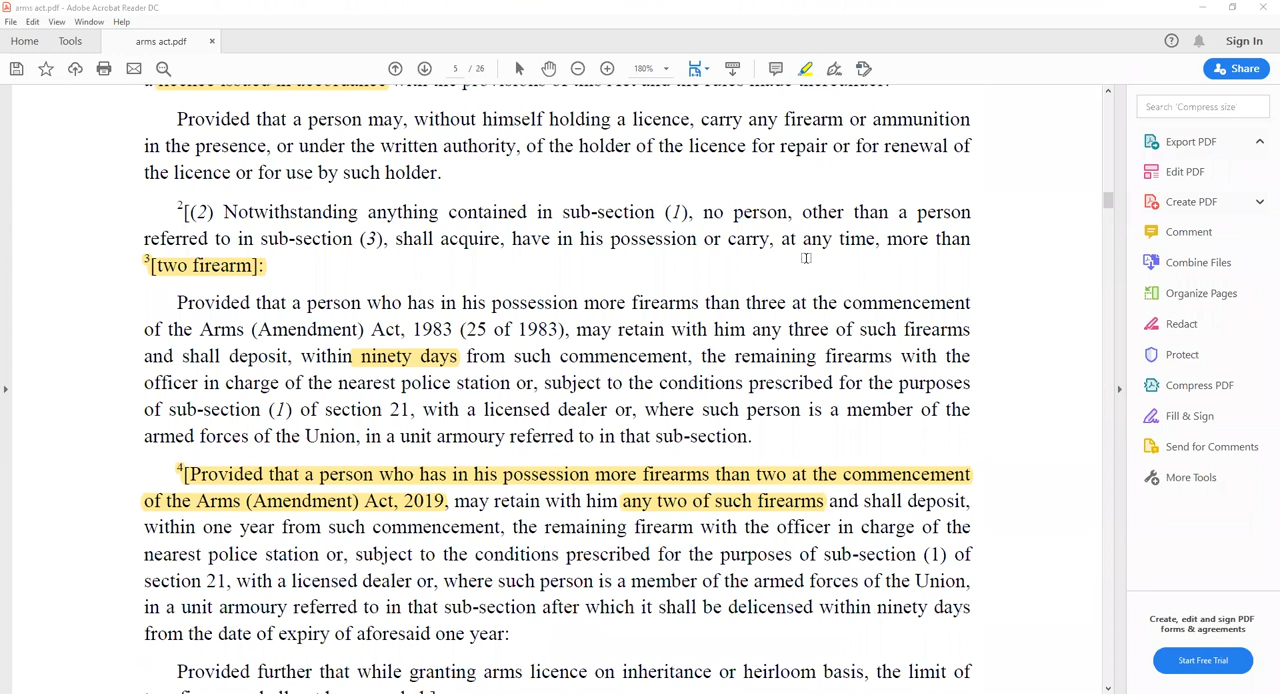 arms act.pdf - Adobe Acrobat Reader DC
File Edit View Window Help
Home Tools arms act.pdf × Sign In
5 / 26 180% Share
a licence issued in accordance with the provisions of this Act and the rules made thereunder:
Provided that a person may, without himself holding a licence, carry any firearm or ammunition
in the presence, or under the written authority, of the holder of the licence for repair or for renewal of
the licence or for use by such holder.
2[(2) Notwithstanding anything contained in sub-section (1), no person, other than a person
referred to in sub-section (3), shall acquire, have in his possession or carry, at any time, more than
3[two firearm]:
Provided that a person who has in his possession more firearms than three at the commencement
of the Arms (Amendment) Act, 1983 (25 of 1983), may retain with him any three of such firearms
and shall deposit, within ninety days from such commencement, the remaining firearms with the
officer in charge of the nearest police station or, subject to the conditions prescribed for the purposes
of sub-section (1) of section 21, with a licensed dealer or, where such person is a member of the
armed forces of the Union, in a unit armoury referred to in that sub-section.
4[Provided that a person who has in his possession more firearms than two at the commencement
of the Arms (Amendment) Act, 2019, may retain with him any two of such firearms and shall deposit,
within one year from such commencement, the remaining firearm with the officer in charge of the
nearest police station or, subject to the conditions prescribed for the purposes of sub-section (1) of
section 21, with a licensed dealer or, where such person is a member of the armed forces of the Union,
in a unit armoury referred to in that sub-section after which it shall be delicensed within ninety days
from the date of expiry of aforesaid one year:
Provided further that while granting arms licence on inheritance or heirloom basis, the limit of
Search 'Compress size'
Export PDF
Edit PDF
Create PDF
Comment
Combine Files
Organize Pages
Redact
Protect
Compress PDF
Fill & Sign
Send for Comments
More Tools
Create, edit and sign PDF
forms & agreements
Start Free Trial